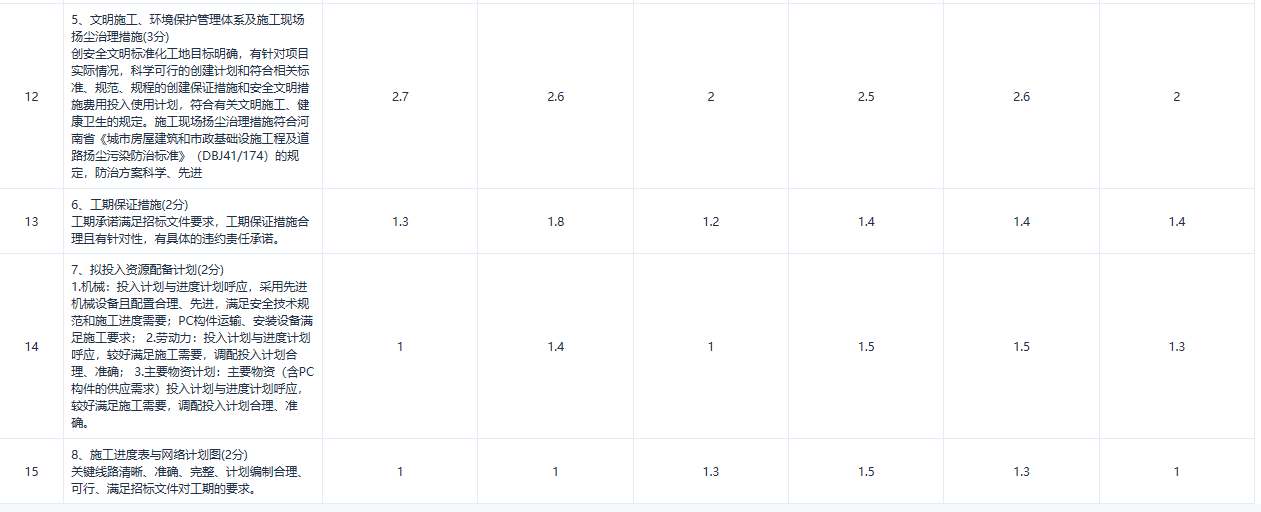 12
5、文明施工、环境保护管理体系及施工现场
扬尘治理措施(3分)
创安全文明标准化工地目标明确，有针对项目
实际情况，科学可行的创建计划和符合相关标
准、规范、规程的创建保证措施和安全文明措
施费用投入使用计划，符合有关文明施工、健
康卫生的规定。施工现场扬尘治理措施符合河
南省《城市房屋建筑和市政基础设施工程及道
路扬尘污染防治标准》（DBJ41/174）的规
定，防治方案科学、先进
2.7
2.6
2
2.5
2.6
2
13
6、工期保证措施(2分)
工期承诺满足招标文件要求，工期保证措施合
理且有针对性，有具体的违约责任承诺。
1.3
1.8
1.2
1.4
1.4
1.4
14
7、拟投入资源配备计划(2分)
1.机械：投入计划与进度计划呼应，采用先进
机械设备且配置合理、先进，满足安全技术规
范和施工进度需要；PC构件运输、安装设备满
足施工要求； 2.劳动力：投入计划与进度计划
呼应，较好满足施工需要，调配投入计划合
理、准确； 3.主要物资计划：主要物资（含PC
构件的供应需求）投入计划与进度计划呼应，
较好满足施工需要，调配投入计划合理、准
确。
1
1.4
1
1.5
1.5
1.3
15
8、施工进度表与网络计划图(2分)
关键线路清晰、准确、完整、计划编制合理、
可行、满足招标文件对工期的要求。
1
1
1.3
1.5
1.3
1